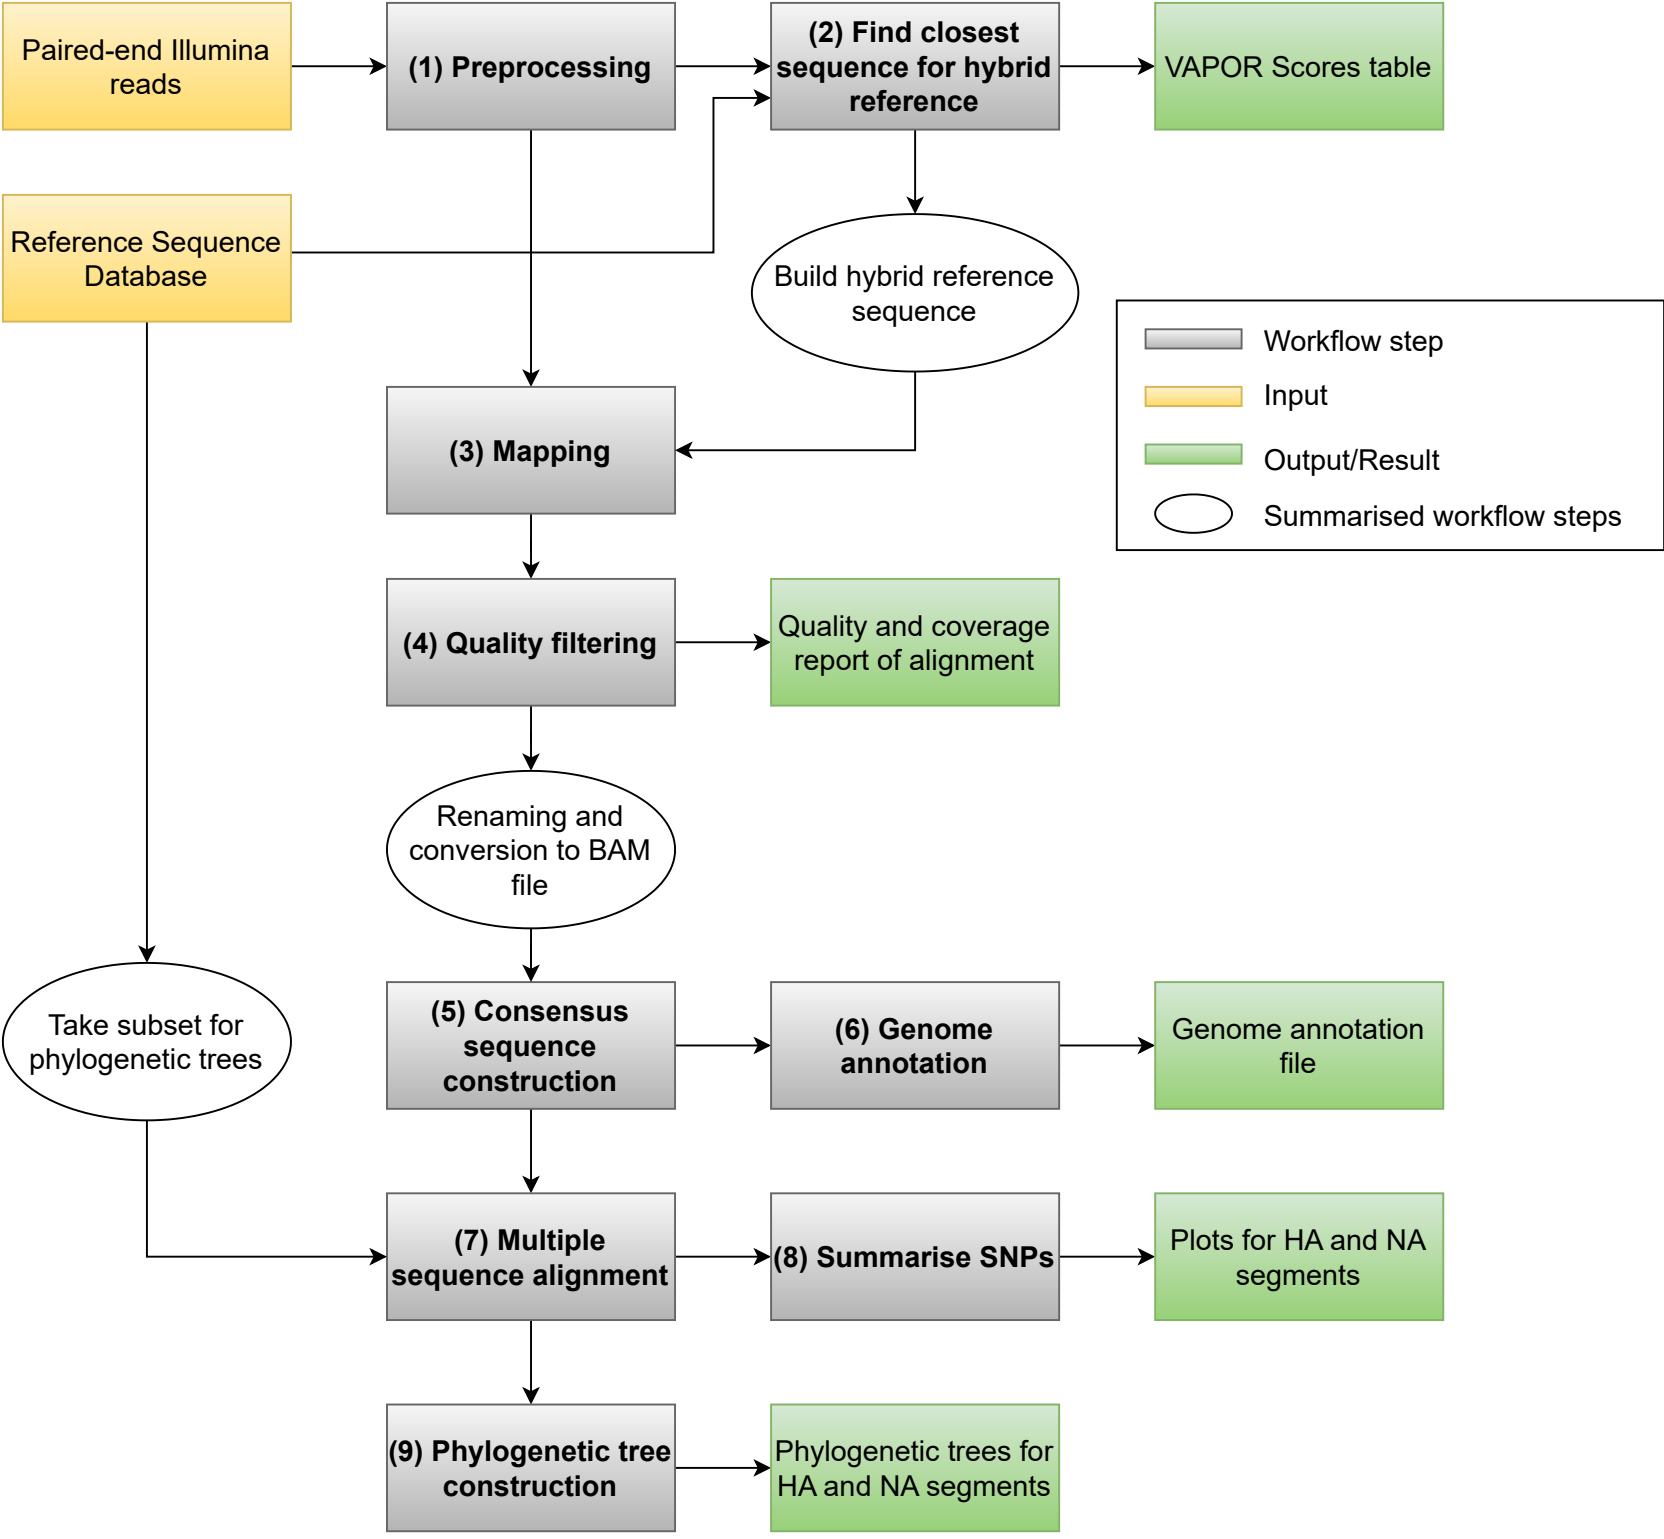 Paired-end Illumina
reads
(1) Preprocessing
(2) Find closest
sequence for hybrid
reference
VAPOR Scores table
Reference Sequence
Database
Build hybrid reference
sequence
Workflow step
Input
Output/Result
Summarised workflow steps
(3) Mapping
(4) Quality filtering
Quality and coverage
report of alignment
Renaming and
conversion to BAM
file
Take subset for
phylogenetic trees
(5) Consensus
sequence
construction
(6) Genome
annotation
Genome annotation
file
(7) Multiple
sequence alignment
(8) Summarise SNPs
Plots for HA and NA
segments
(9) Phylogenetic tree
construction
Phylogenetic trees for
HA and NA segments